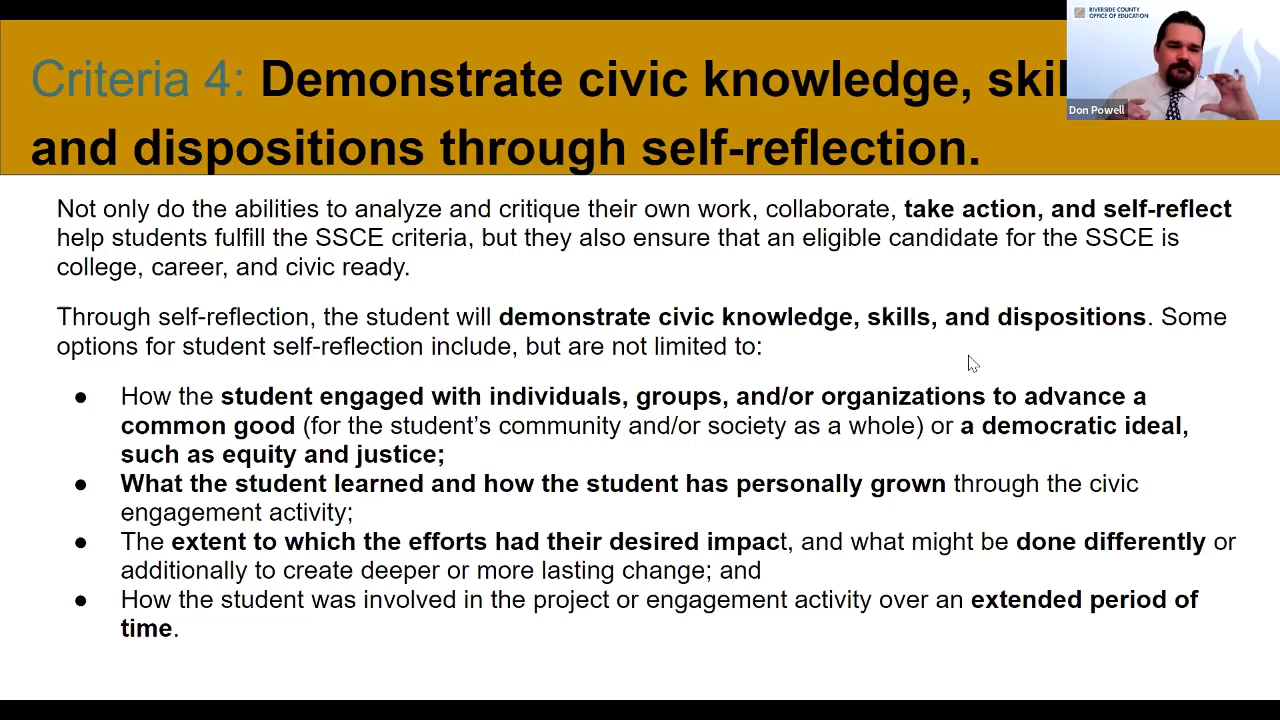 Criteria 4: Demonstrate civic knowledge, skil
and dispositions through self-reflection.
RIVERSIDE COUNTY
OFFICE OF EDUCATION
Don Powell
Not only do the abilities to analyze and critique their own work, collaborate, take action, and self-reflect
help students fulfill the SSCE criteria, but they also ensure that an eligible candidate for the SSCE is
college, career, and civic ready.
Through self-reflection, the student will demonstrate civic knowledge, skills, and dispositions. Some
options for student self-reflection include, but are not limited to:
● How the student engaged with individuals, groups, and/or organizations to advance a
common good (for the student’s community and/or society as a whole) or a democratic ideal,
such as equity and justice;
● What the student learned and how the student has personally grown through the civic
engagement activity;
● The extent to which the efforts had their desired impact, and what might be done differently or
additionally to create deeper or more lasting change; and
● How the student was involved in the project or engagement activity over an extended period of
time.